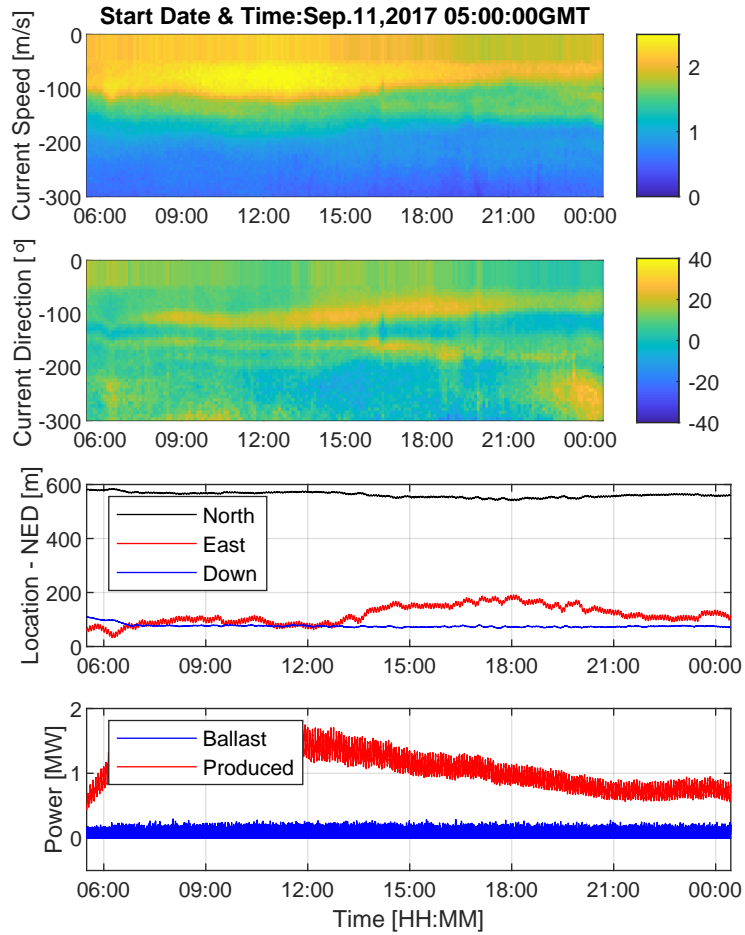 Start Date & Time:Sep.11,2017 05:00:00GMT
Current Speed [m/s]
0
-100
-200
-300
06:00 09:00 12:00 15:00 18:00 21:00 00:00
2
1
0
Current Direction [°]
0
-100
-200
-300
06:00 09:00 12:00 15:00 18:00 21:00 00:00
40
20
0
-20
-40
Location - NED [m]
600
400
200
0
North
East
Down
06:00 09:00 12:00 15:00 18:00 21:00 00:00
Power [MW]
2
1
0
Ballast
Produced
06:00 09:00 12:00 15:00 18:00 21:00 00:00
Time [HH:MM]